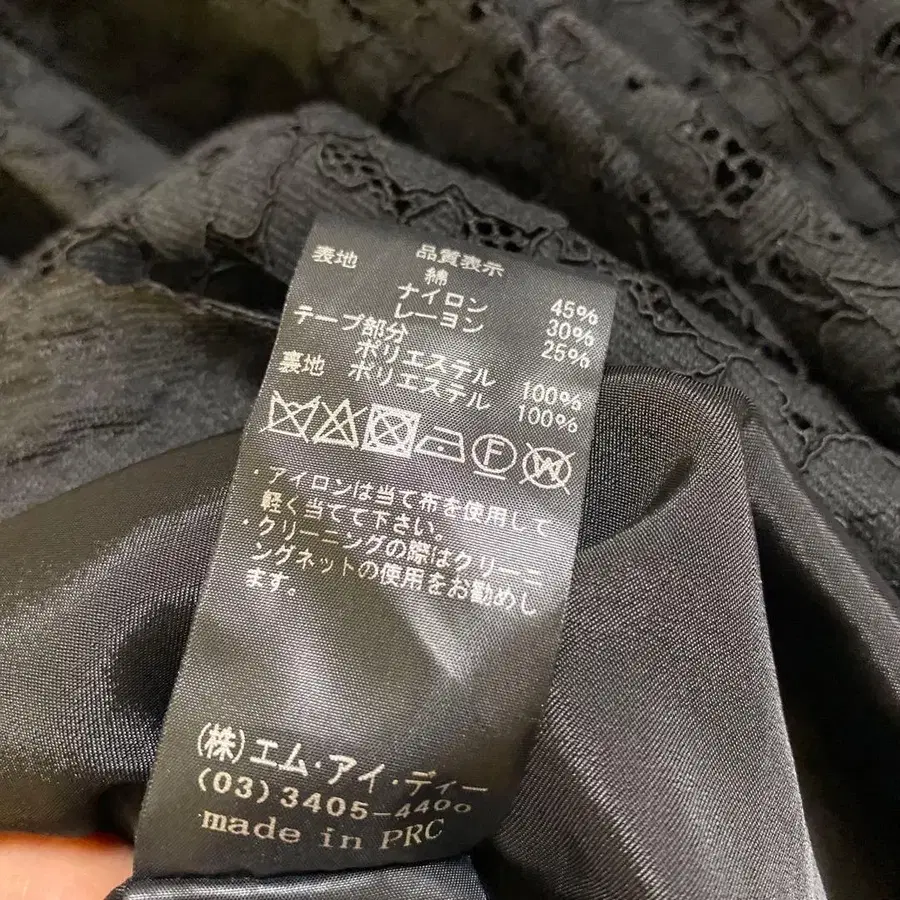 品質表示
表地 綿 45%
ナイロン 30%
レーヨン 25%
テープ部分
ポリエステル 100%
裏地 ポリエステル 100%
F
W
・アイロンは当て布を使用して
軽く当てて下さい。
・クリーニングの際はクリーニ
ングネットの使用をお勧めし
ます。
(株)エム・アイ・ディー
(03)3405-4400
made in PRC